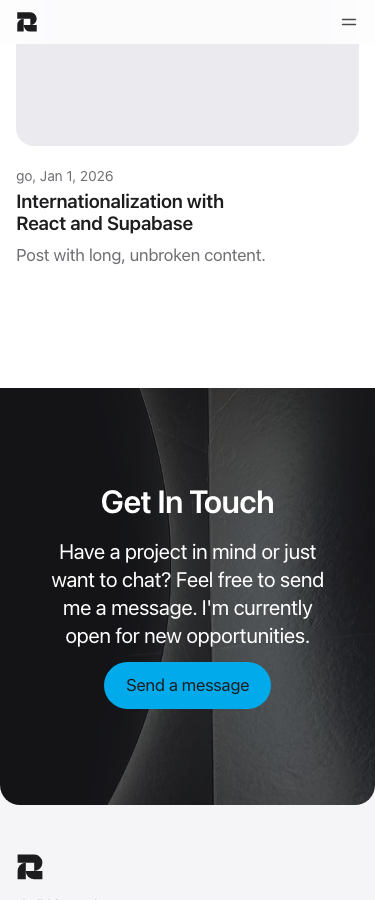 go, Jan 1, 2026
Internationalization with
React and Supabase
Post with long, unbroken content.
Get In Touch
Have a project in mind or just
want to chat? Feel free to send
me a message. I'm currently
open for new opportunities.
Send a message